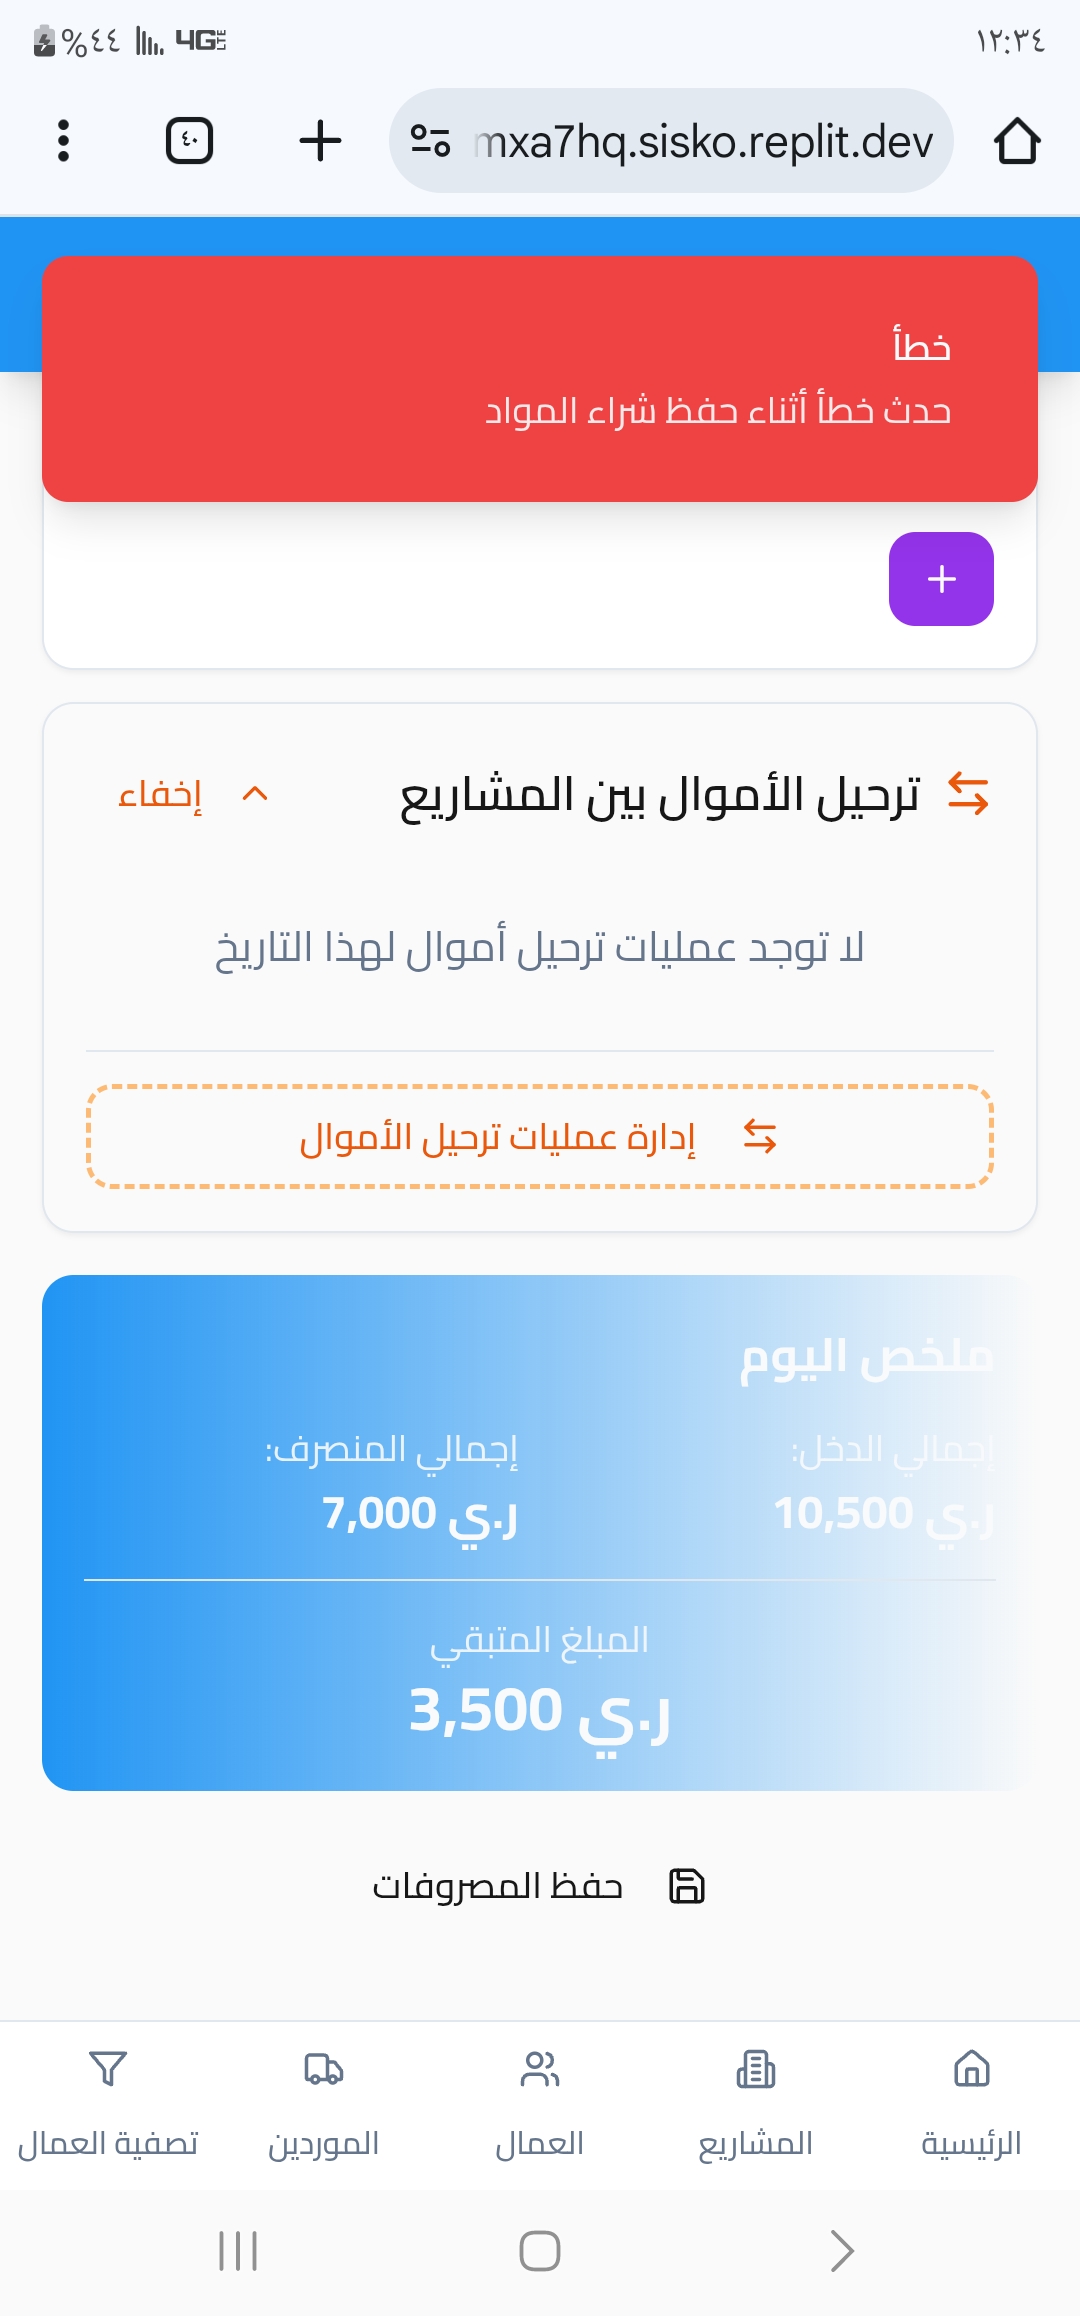 ١٢:٣٤
4G LTE
%٤٤
mxa7hq.sisko.replit.dev
٤٠
خطأ
حدث خطأ أثناء حفظ شراء المواد
ترحيل الأموال بين المشاريع
إخفاء
لا توجد عمليات ترحيل أموال لهذا التاريخ
إدارة عمليات ترحيل الأموال
ملخص اليوم
إجمالي الدخل:
ر.ي 10,500
إجمالي المنصرف:
ر.ي 7,000
المبلغ المتبقي
ر.ي 3,500
حفظ المصروفات
الرئيسية
المشاريع
العمال
الموردين
تصفية العمال